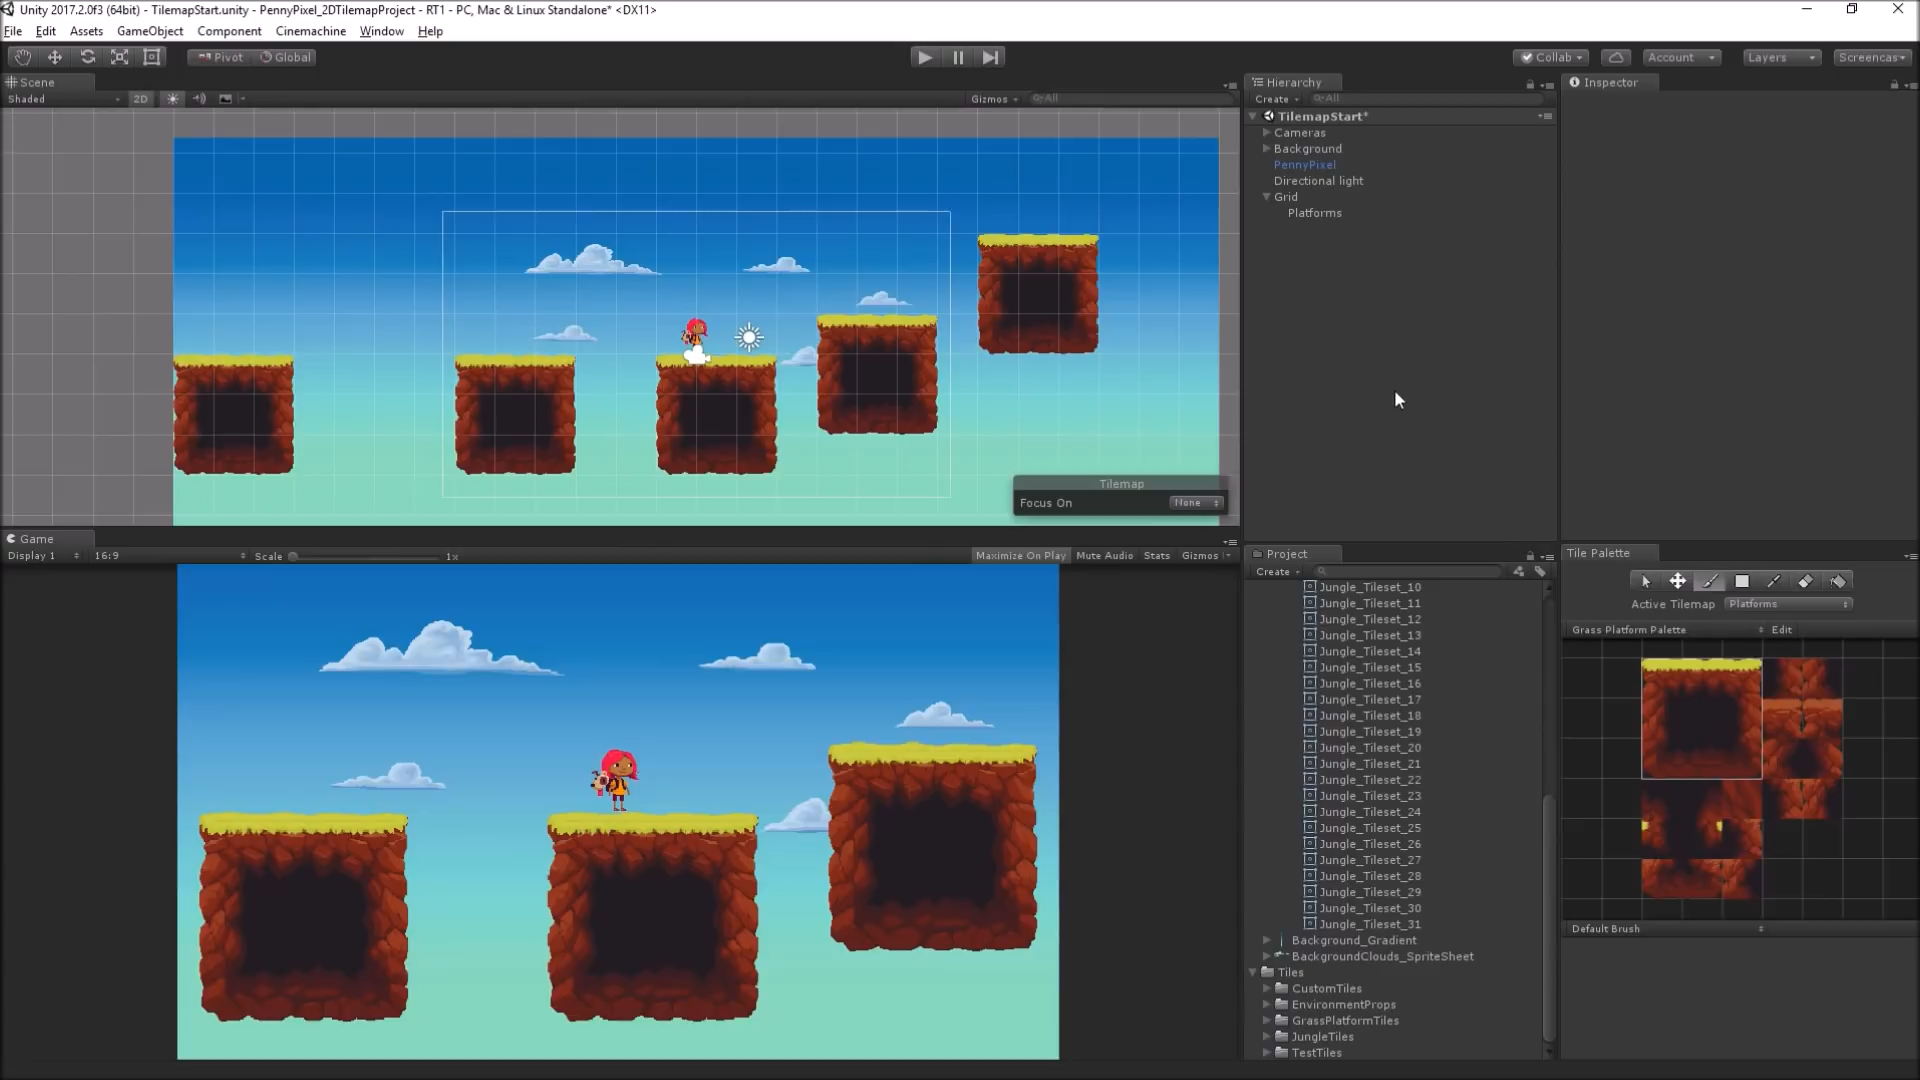 Unity 2017.2.0f3 (64bit) - TilemapStart.unity - PennyPixel_2DTilemapProject - RT1 - PC, Mac & Linux Standalone* <DX11>
File Edit Assets GameObject Component Cinemachine Window Help
Pivot Global Collab Account Layers Screencas
Scene
Shaded 2D Gizmos All
Tilemap
Focus On None
Game
Display 1 16:9 Scale 1x Maximize On Play Mute Audio Stats Gizmos
Hierarchy
Create All
TilemapStart*
Cameras
Background
PennyPixel
Directional light
Grid
Platforms
Project
Create
Jungle_Tileset_10
Jungle_Tileset_11
Jungle_Tileset_12
Jungle_Tileset_13
Jungle_Tileset_14
Jungle_Tileset_15
Jungle_Tileset_16
Jungle_Tileset_17
Jungle_Tileset_18
Jungle_Tileset_19
Jungle_Tileset_20
Jungle_Tileset_21
Jungle_Tileset_22
Jungle_Tileset_23
Jungle_Tileset_24
Jungle_Tileset_25
Jungle_Tileset_26
Jungle_Tileset_27
Jungle_Tileset_28
Jungle_Tileset_29
Jungle_Tileset_30
Jungle_Tileset_31
Background_Gradient
BackgroundClouds_SpriteSheet
Tiles
CustomTiles
EnvironmentProps
GrassPlatformTiles
JungleTiles
TestTiles
Inspector
Tile Palette
Active Tilemap Platforms
Grass Platform Palette Edit
Default Brush